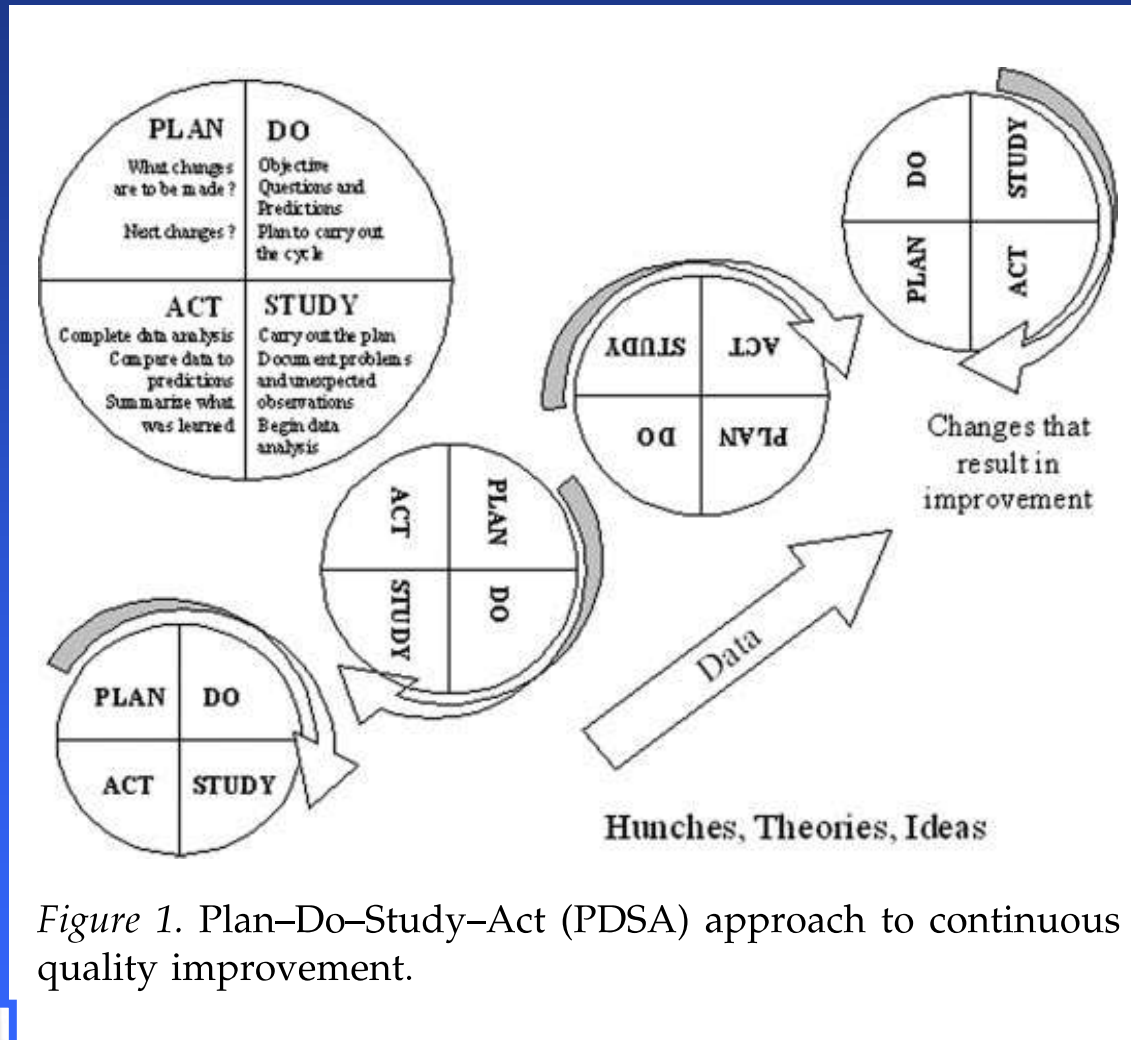 PLAN
What changes
are to be made?
Next changes?
DO
Objective
Questions and
Predictions
Plan to carry out
the cycle
ACT
Complete data analysis
Compare data to
predictions
Summarize what
was learned
STUDY
Carry out the plan
Document problems
and unexpected
observations
Begin data
analysis
DO
STUDY
PLAN
ACT
STUDY
ACT
DO
PLAN
Changes that
result in
improvement
ACT
PLAN
STUDY
DO
Data
PLAN
DO
ACT
STUDY
Hunches, Theories, Ideas
Figure 1. Plan–Do–Study–Act (PDSA) approach to continuous
quality improvement.